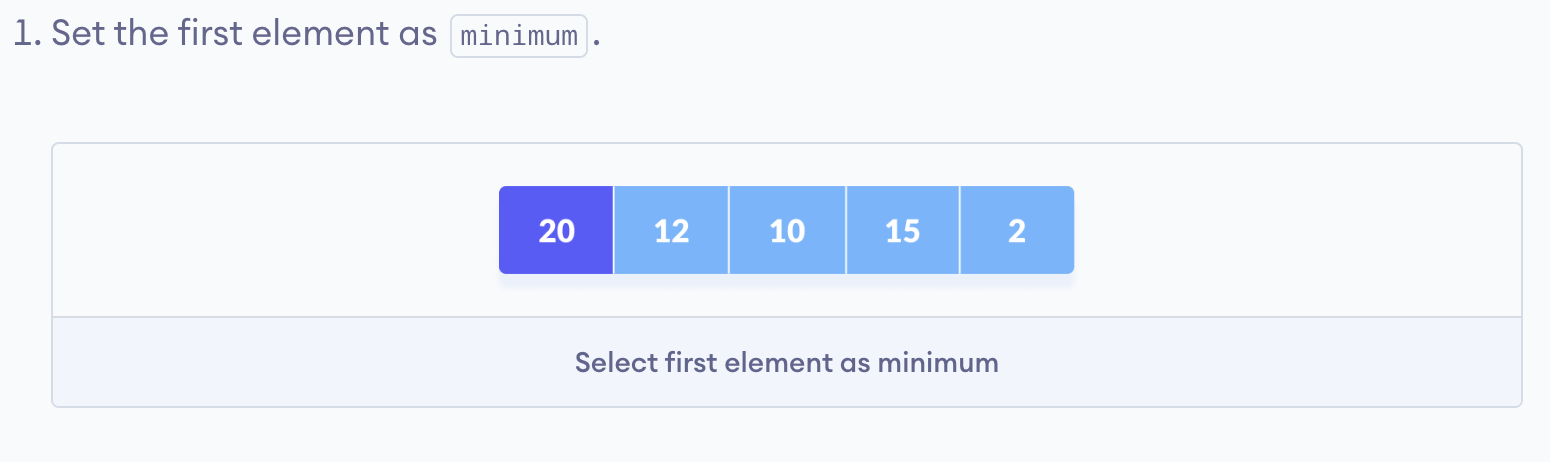 1. Set the first element as minimum.
20 12 10 15 2
Select first element as minimum